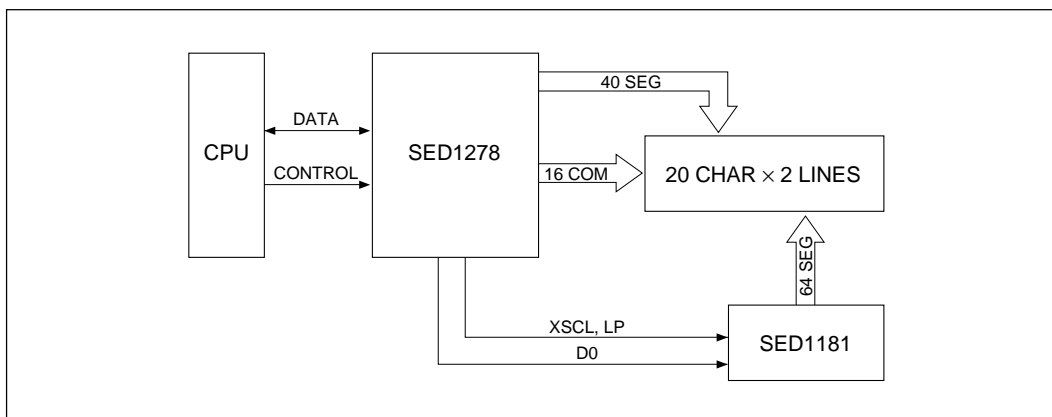 40 SEG
DATA
CPU
SED1278
CONTROL
16 COM
20 CHAR × 2 LINES
64 SEG
XSCL, LP
D0
SED1181